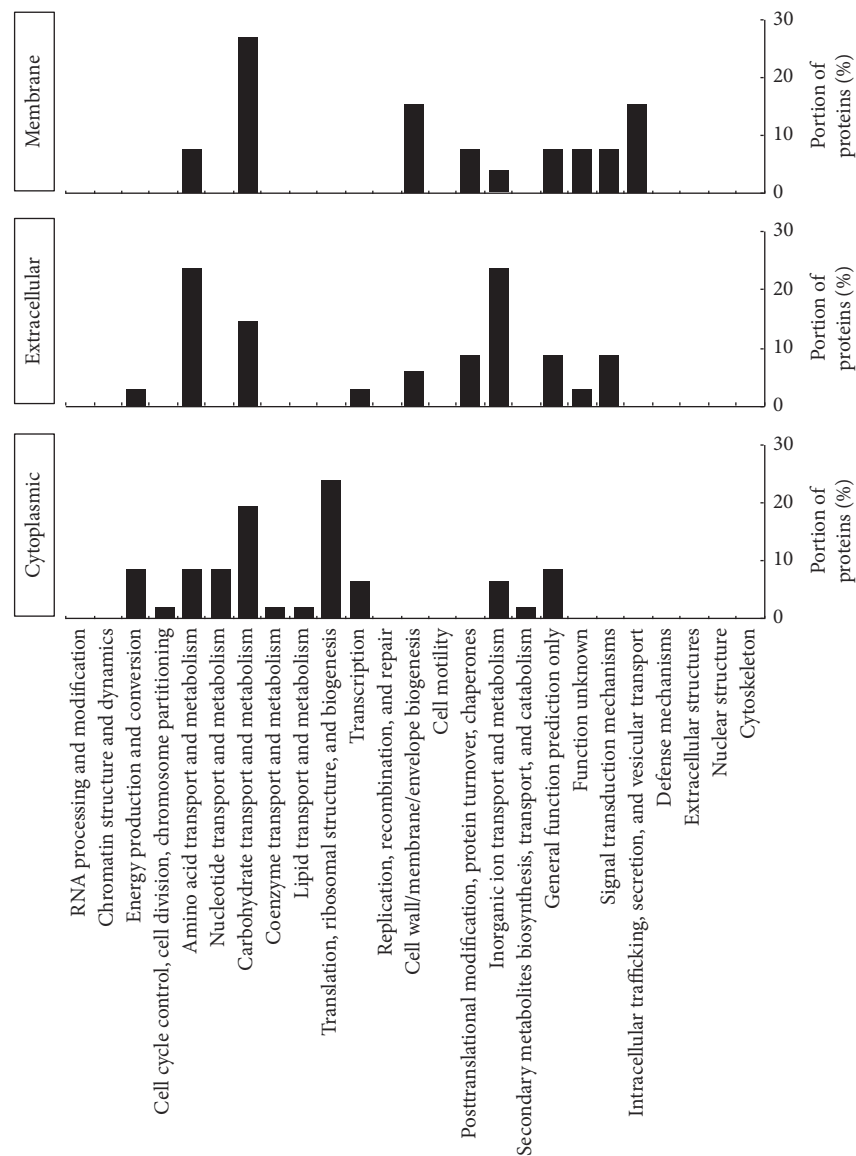 Membrane
30
20
10
0
Portion of
proteins (%)
Extracellular
30
20
10
0
Portion of
proteins (%)
Cytoplasmic
30
20
10
0
Portion of
proteins (%)
RNA processing and modification
Chromatin structure and dynamics
Energy production and conversion
Cell cycle control, cell division, chromosome partitioning
Amino acid transport and metabolism
Nucleotide transport and metabolism
Carbohydrate transport and metabolism
Coenzyme transport and metabolism
Lipid transport and metabolism
Translation, ribosomal structure, and biogenesis
Transcription
Replication, recombination, and repair
Cell wall/membrane/envelope biogenesis
Cell motility
Posttranslational modification, protein turnover, chaperones
Inorganic ion transport and metabolism
Secondary metabolites biosynthesis, transport, and catabolism
General function prediction only
Function unknown
Signal transduction mechanisms
Intracellular trafficking, secretion, and vesicular transport
Defense mechanisms
Extracellular structures
Nuclear structure
Cytoskeleton